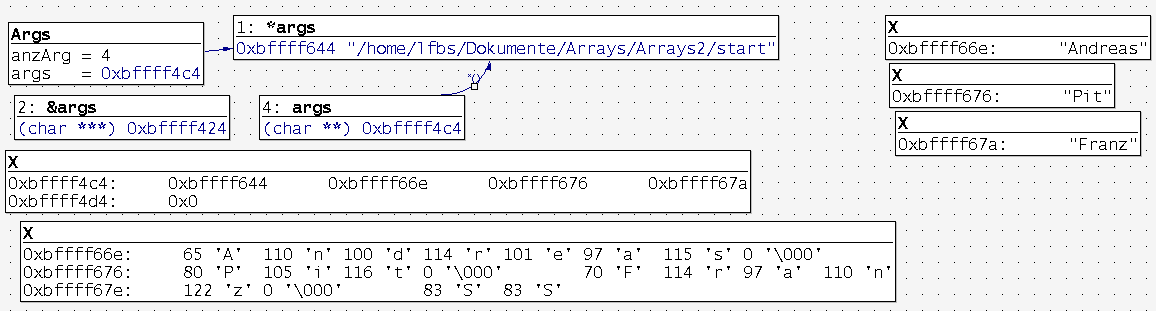 Args
anzArg = 4
args   = 0xbffff4c4
1: *args
0xbffff644 "/home/lfbs/Dokumente/Arrays/Arrays2/start"
*()
2: &args
(char ***) 0xbffff424
4: args
(char **) 0xbffff4c4
X
0xbffff66e:      "Andreas"
X
0xbffff676:      "Pit"
X
0xbffff67a:      "Franz"
X
0xbffff4c4:     0xbffff644      0xbffff66e      0xbffff676      0xbffff67a
0xbffff4d4:     0x0
X
0xbffff66e:     65 'A'  110 'n' 100 'd' 114 'r' 101 'e' 97 'a'  115 's' 0 '\000'
0xbffff676:     80 'P'  105 'i' 116 't' 0 '\000'        70 'F'  114 'r' 97 'a'  110 'n'
0xbffff67e:     122 'z' 0 '\000'        83 'S'  83 'S'